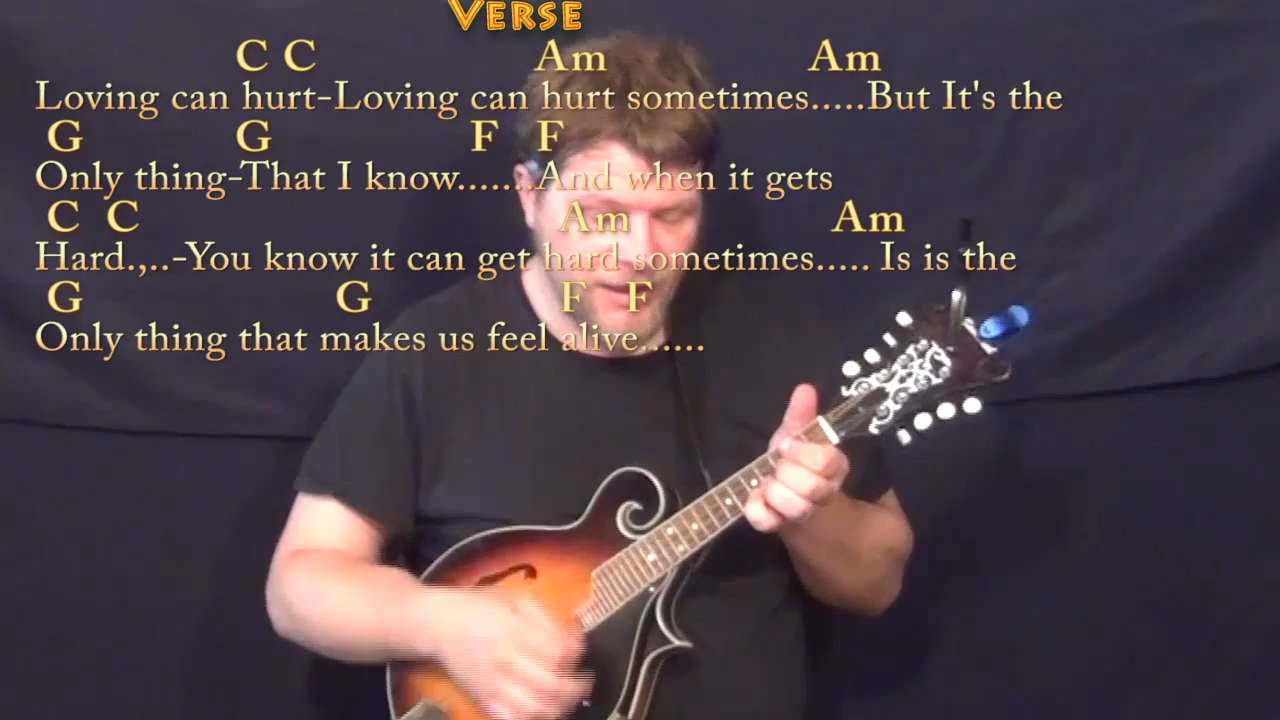 VERSE
C C Am Am
Loving can hurt-Loving can hurt sometimes.....But It's the
G G F F
Only thing-That I know.......And when it gets
C C Am Am
Hard.,..-You know it can get hard sometimes..... Is is the
G G F F
Only thing that makes us feel alive......